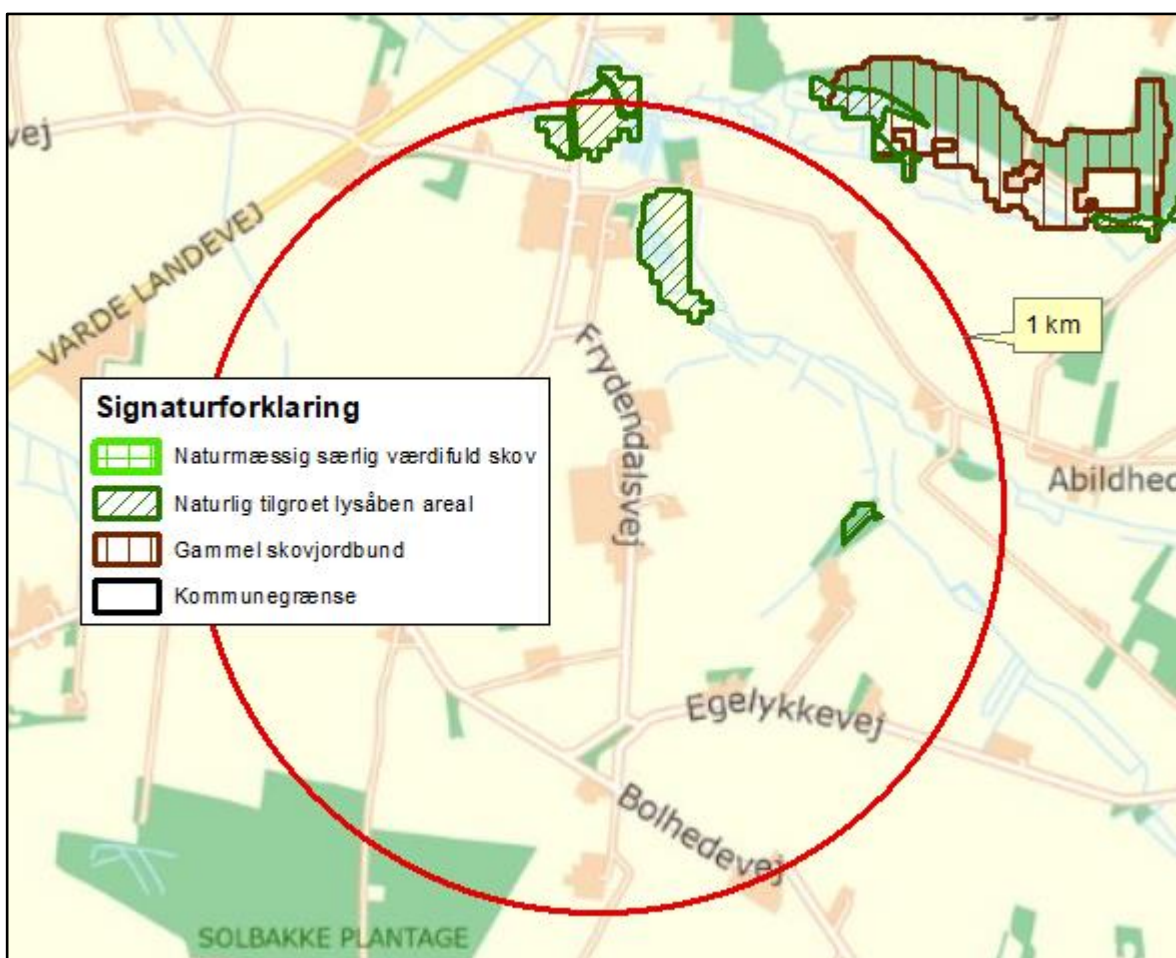 vej
VARDE LANDEVEJ
1 km
Frydendalsvej
Signaturforklaring
Naturmæssig særlig værdifuld skov
Naturlig tilgroet lysåben areal
Gammel skovjordbund
Kommunegrænse
Abildhed
Egelykkevej
Bolhedevej
SOLBAKKE PLANTAGE